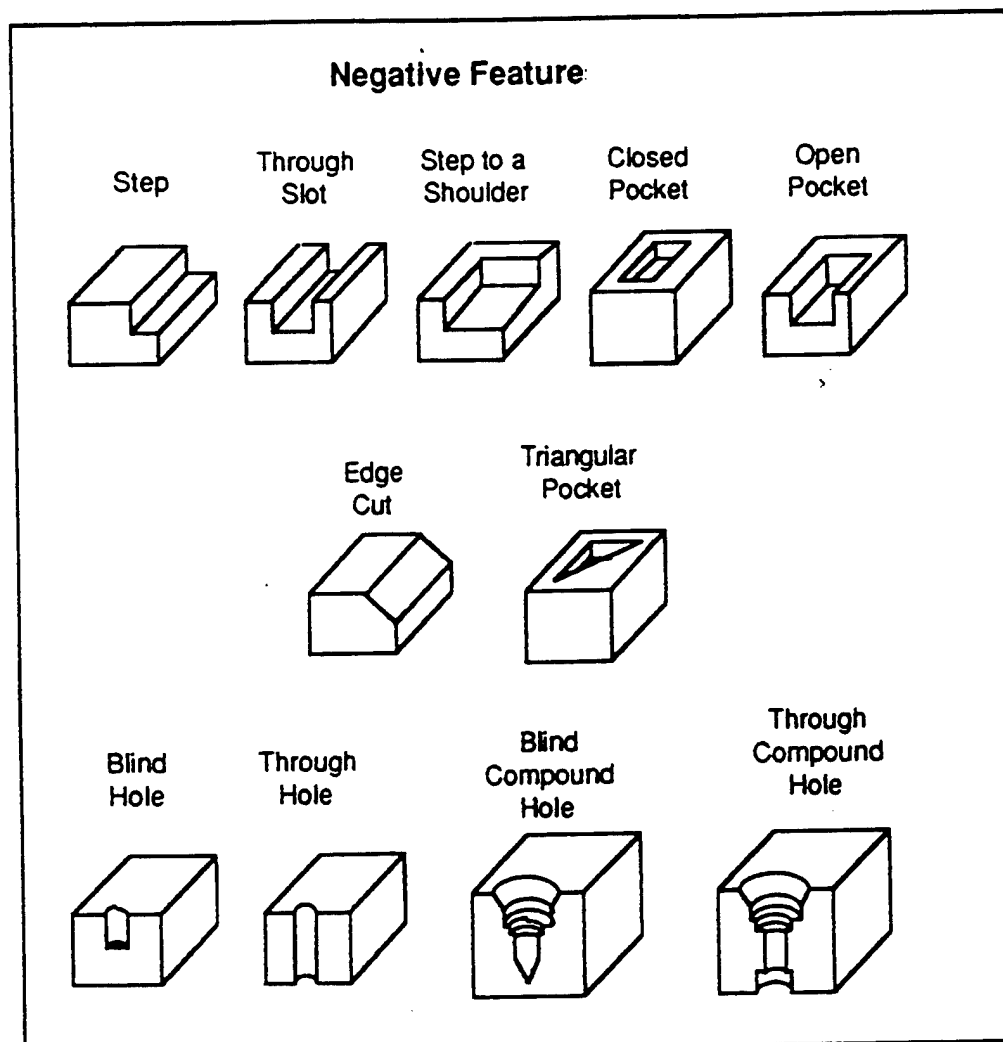 Negative Feature
Step
Through
Slot
Step to a
Shoulder
Closed
Pocket
Open
Pocket
Edge
Cut
Triangular
Pocket
Blind
Hole
Through
Hole
Blind
Compound
Hole
Through
Compound
Hole